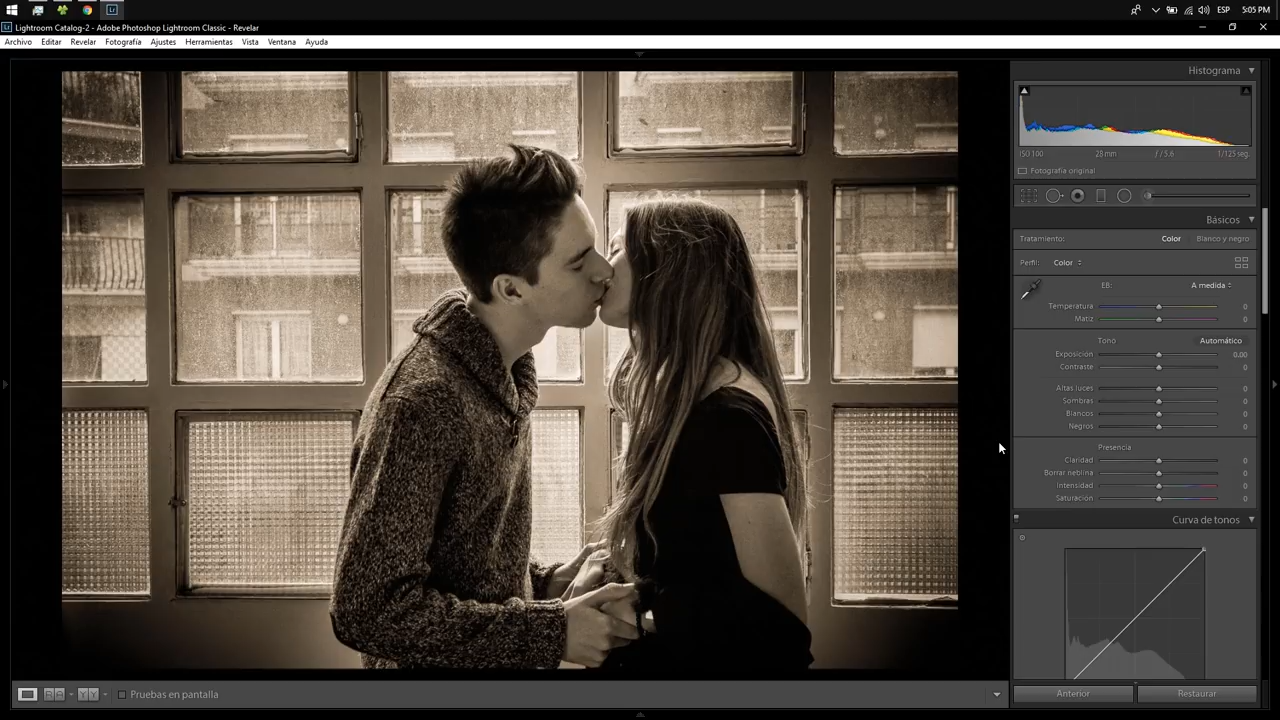 ESP 5:05 PM
Lightroom Catalog-2 - Adobe Photoshop Lightroom Classic - Revelar
Archivo Editar Revelar Fotografía Ajustes Herramientas Vista Ventana Ayuda
Histograma
ISO 100 28 mm f / 5.6 1/125 seg.
Fotografía original
Básicos
Tratamiento: Color Blanco y negro
Perfil: Color
EB: A medida
Temperatura 0
Matiz 0
Tono Automático
Exposición 0.00
Contraste 0
Altas luces 0
Sombras 0
Blancos 0
Negros 0
Presencia
Claridad 0
Borrar neblina 0
Intensidad 0
Saturación 0
Curva de tonos
Pruebas en pantalla
Anterior Restaurar